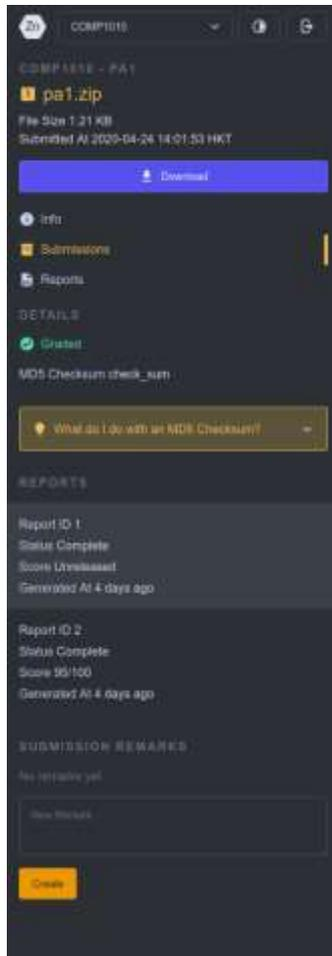 Zn
COMP1010
COMP1010 - PA1
pa1.zip
File Size 1.21 KB
Submitted At 2020-04-24 14:01:53 HKT
Download
Info
Submissions
Reports
DETAILS
Graded
MD5 Checksum check_sum
What do I do with an MD5 Checksum?
REPORTS
Report ID 1
Status Complete
Score Unreleased
Generated At 4 days ago
Report ID 2
Status Complete
Score 95/100
Generated At 4 days ago
SUBMISSION REMARKS
No remarks yet
New Remark
Create